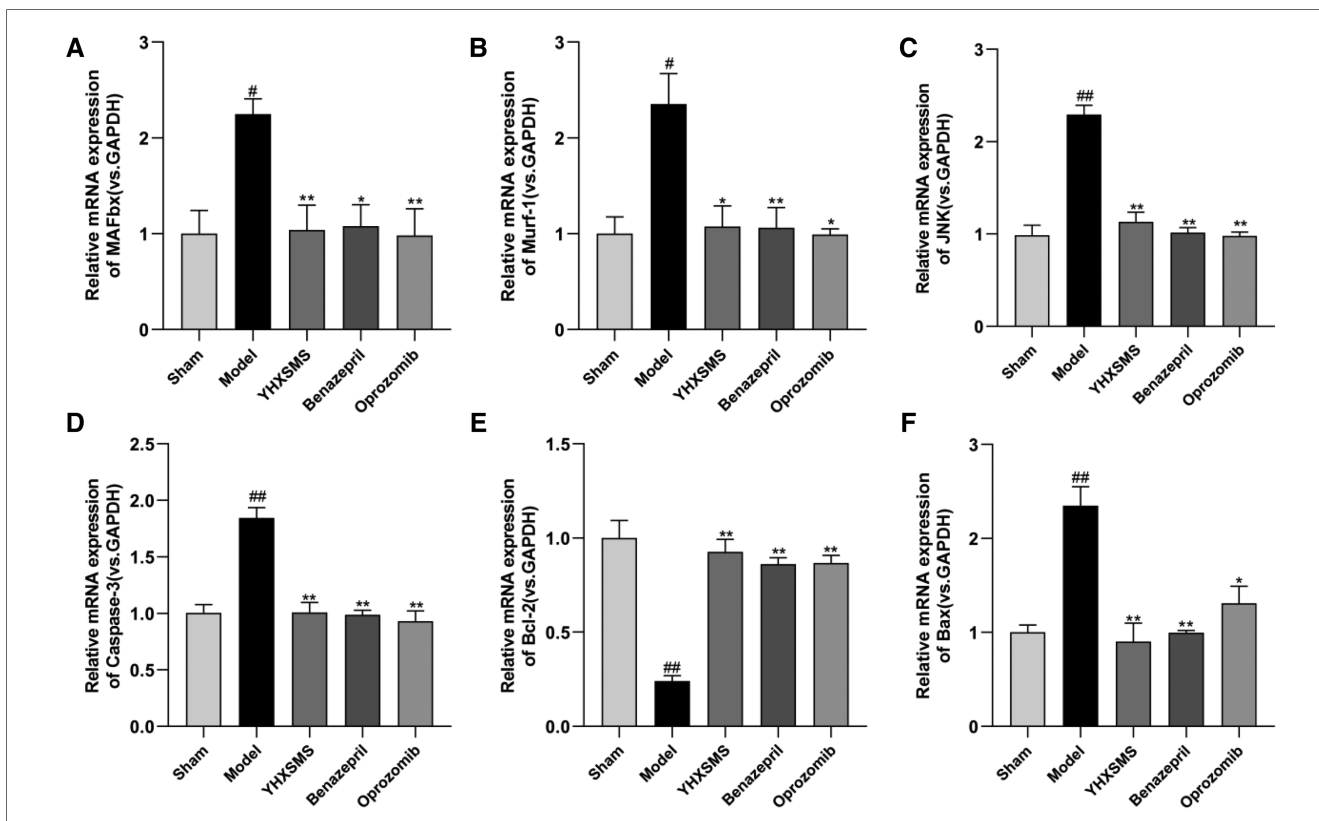 A
Relative mRNA expression
of MAFbx(vs.GAPDH)
3
2
1
0
#
**
*
**
Sham
Model
YHXSMS
Benazepril
Oprozomib
B
Relative mRNA expression
of Murf-1(vs.GAPDH)
3
2
1
0
#
*
**
*
Sham
Model
YHXSMS
Benazepril
Oprozomib
C
Relative mRNA expression
of JNK(vs.GAPDH)
3
2
1
0
##
**
**
**
Sham
Model
YHXSMS
Benazepril
Oprozomib
D
Relative mRNA expression
of Caspase-3(vs.GAPDH)
2.5
2.0
1.5
1.0
0.5
0.0
##
**
**
**
Sham
Model
YHXSMS
Benazepril
Oprozomib
E
Relative mRNA expression
of Bcl-2(vs.GAPDH)
1.5
1.0
0.5
0.0
##
**
**
**
Sham
Model
YHXSMS
Benazepril
Oprozomib
F
Relative mRNA expression
of Bax(vs.GAPDH)
3
2
1
0
##
**
**
*
Sham
Model
YHXSMS
Benazepril
Oprozomib